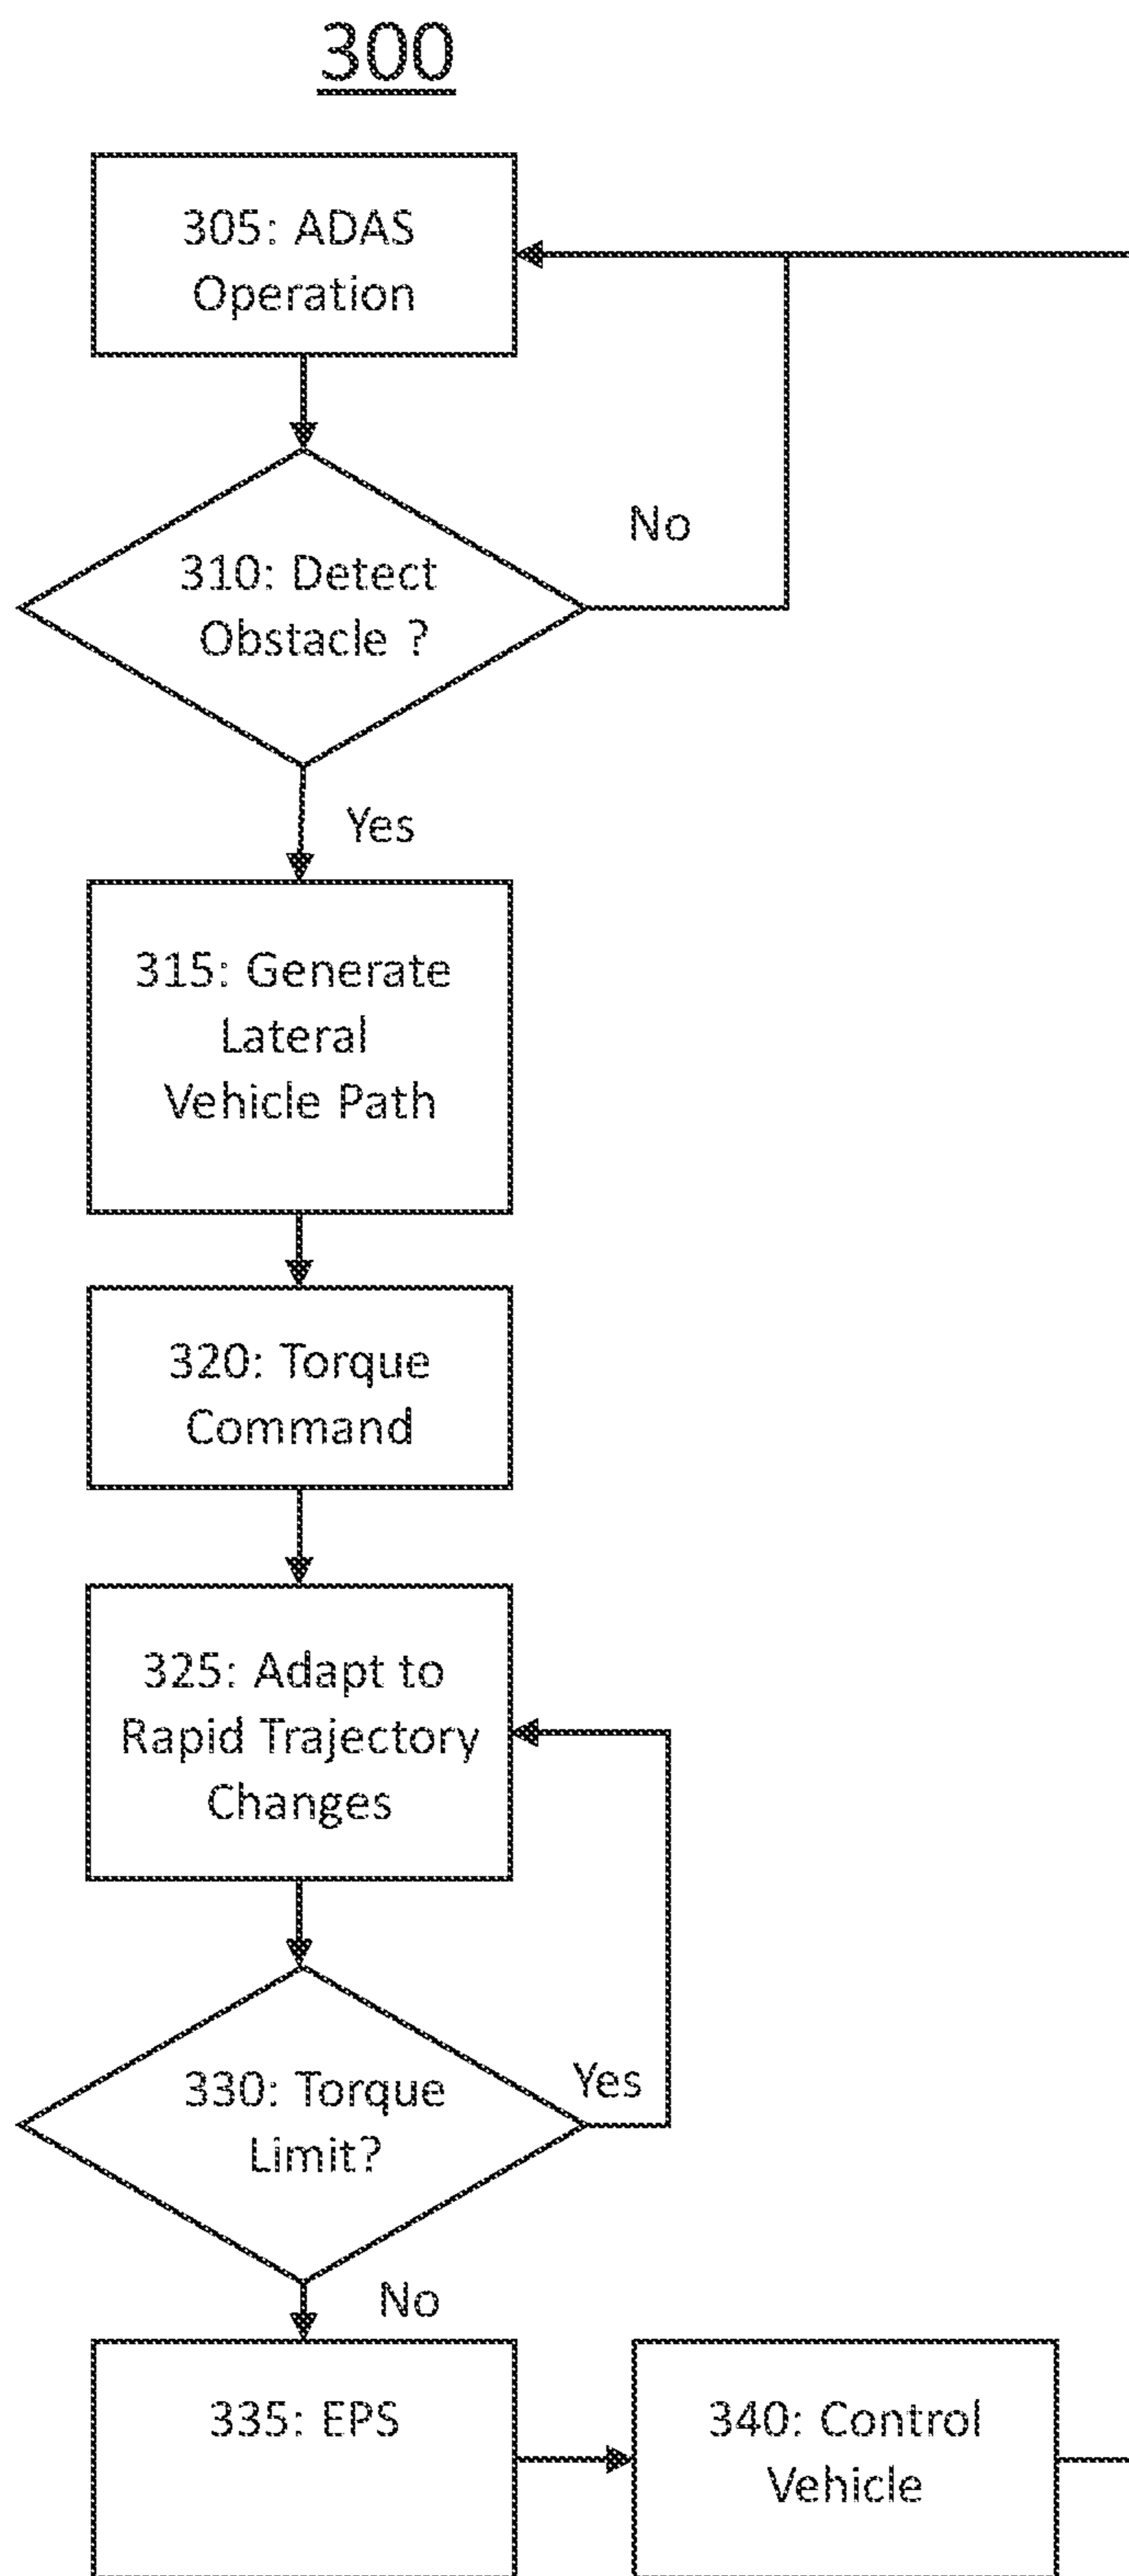 300
305: ADAS
Operation
310: Detect
Obstacle ?
No
Yes
315: Generate
Lateral
Vehicle Path
320: Torque
Command
325: Adapt to
Rapid Trajectory
Changes
330: Torque
Limit?
Yes
No
335: EPS
340: Control
Vehicle